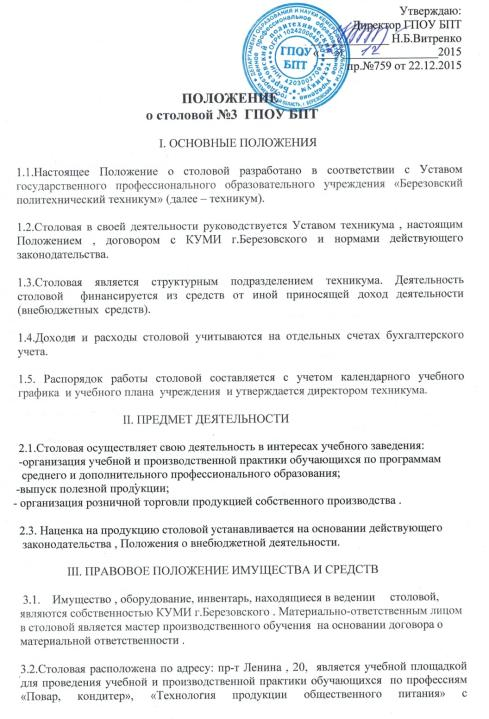 Утверждаю:
Директор ГПОУ БПТ
Н.Б.Витренко
12 2015
пр.№759 от 22.12.2015
ГПОУ
БПТ
ПОЛОЖЕНИЕ
о столовой №3 ГПОУ БПТ
I. ОСНОВНЫЕ ПОЛОЖЕНИЯ
1.1.Настоящее Положение о столовой разработано в соответствии с Уставом
государственного профессионального образовательного учреждения «Березовский
политехнический техникум» (далее – техникум).
1.2.Столовая в своей деятельности руководствуется Уставом техникума , настоящим
Положением , договором с КУМИ г.Березовского и нормами действующего
законодательства.
1.3.Столовая является структурным подразделением техникума. Деятельность
столовой финансируется из средств от иной приносящей доход деятельности
(внебюджетных средств).
1.4.Доходы и расходы столовой учитываются на отдельных счетах бухгалтерского
учета.
1.5. Распорядок работы столовой составляется с учетом календарного учебного
графика и учебного плана учреждения и утверждается директором техникума.
II. ПРЕДМЕТ ДЕЯТЕЛЬНОСТИ
2.1.Столовая осуществляет свою деятельность в интересах учебного заведения:
-организация учебной и производственной практики обучающихся по программам
среднего и дополнительного профессионального образования;
-выпуск полезной продукции;
- организация розничной торговли продукцией собственного производства .
2.3. Наценка на продукцию столовой устанавливается на основании действующего
законодательства , Положения о внебюджетной деятельности.
III. ПРАВОВОЕ ПОЛОЖЕНИЕ ИМУЩЕСТВА И СРЕДСТВ
3.1. Имущество , оборудование, инвентарь, находящиеся в ведении столовой,
являются собственностью КУМИ г.Березовского . Материально-ответственным лицом
в столовой является мастер производственного обучения на основании договора о
материальной ответственности .
3.2.Столовая расположена по адресу: пр-т Ленина , 20, является учебной площадкой
для проведения учебной и производственной практики обучающихся по профессиям
«Повар, кондитер», «Технология продукции общественного питания» с